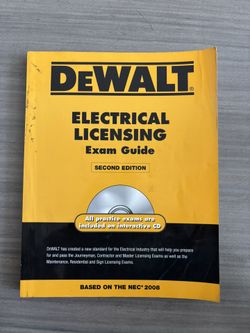 DEWALT®
ELECTRICAL
LICENSING
Exam Guide
SECOND EDITION
All practice exams are
included on interactive CD
DEWALT has created a new standard for the Electrical Industry that will help you prepare
for and pass the Journeyman, Contractor and Master Licensing Exams as well as the
Maintenance, Residential and Sign Licensing Exams.
BASED ON THE NEC® 2008